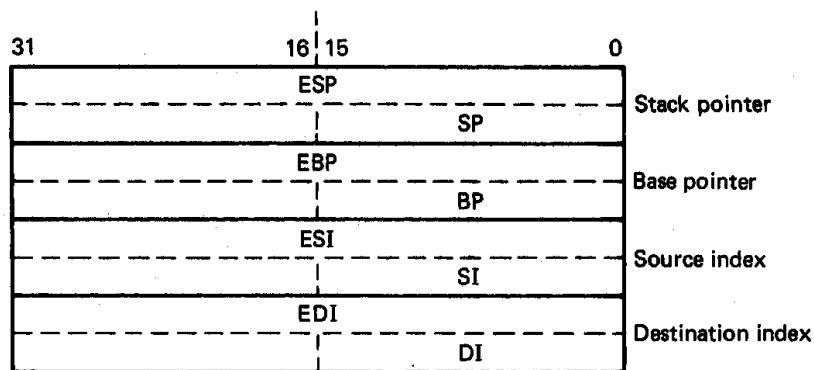 31 16 15 0
ESP
SP
Stack pointer
EBP
BP
Base pointer
ESI
SI
Source index
EDI
DI
Destination index